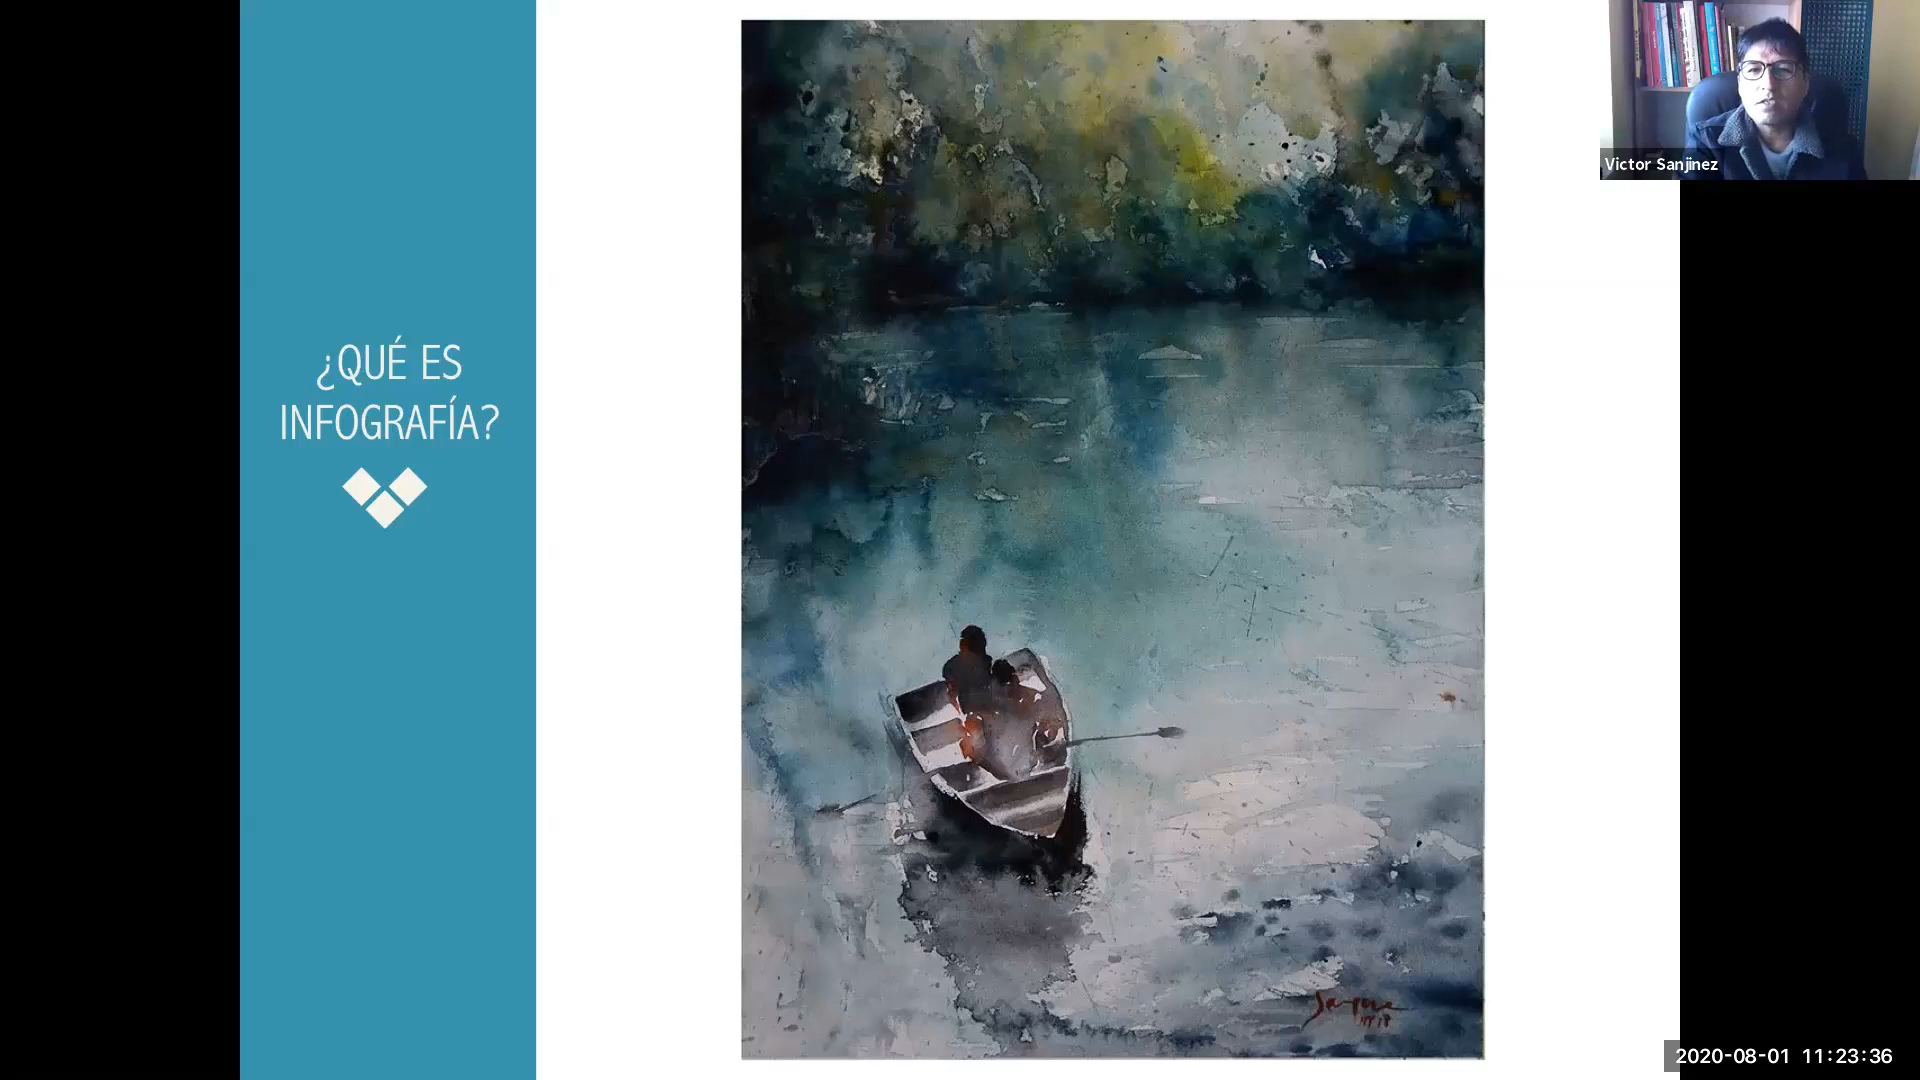 ¿QUÉ ES
INFOGRAFÍA?
Victor Sanjinez
2020-08-01 11:23:36